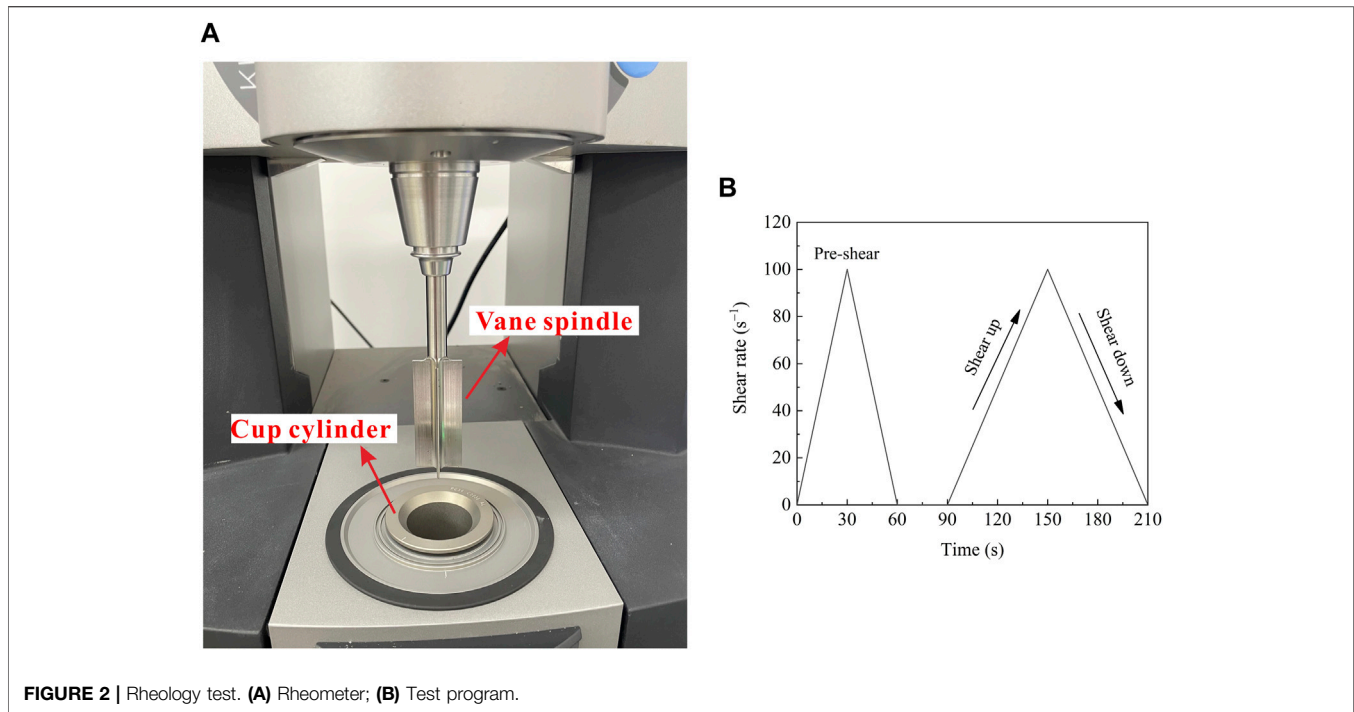 A
KI
Vane spindle
Cup cylinder
B
120
100
80
60
40
20
0
Shear rate (s⁻¹)
Pre-shear
Shear up
Shear down
0 30 60 90 120 150 180 210
Time (s)
FIGURE 2 | Rheology test. (A) Rheometer; (B) Test program.